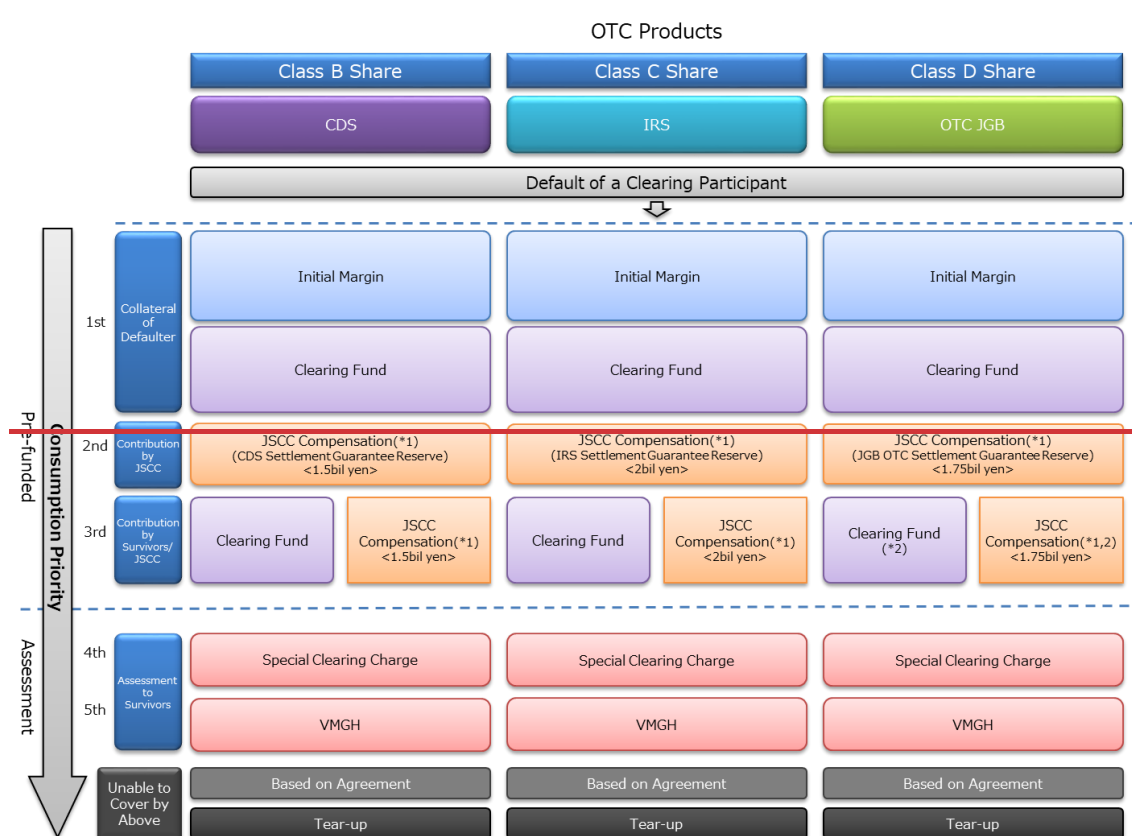 OTC Products
Class B Share
Class C Share
Class D Share
CDS
IRS
OTC JGB
Default of a Clearing Participant
Consumption Priority
Pre-funded
Assessment
1st
Collateral
of
Defaulter
Initial Margin
Initial Margin
Initial Margin
Clearing Fund
Clearing Fund
Clearing Fund
2nd
Contribution
by
JSCC
JSCC Compensation(*1)
(CDS Settlement Guarantee Reserve)
<1.5bil yen>
JSCC Compensation(*1)
(IRS Settlement Guarantee Reserve)
<2bil yen>
JSCC Compensation(*1)
(JGB OTC Settlement Guarantee Reserve)
<1.75bil yen>
3rd
Contribution
by
Survivors/
JSCC
Clearing Fund
JSCC
Compensation(*1)
<1.5bil yen>
Clearing Fund
JSCC
Compensation(*1)
<2bil yen>
Clearing Fund
(*2)
JSCC
Compensation(*1,2)
<1.75bil yen>
4th
5th
Assessment
to
Survivors
Special Clearing Charge
Special Clearing Charge
Special Clearing Charge
VMGH
VMGH
VMGH
Unable to
Cover by
Above
Based on Agreement
Based on Agreement
Based on Agreement
Tear-up
Tear-up
Tear-up